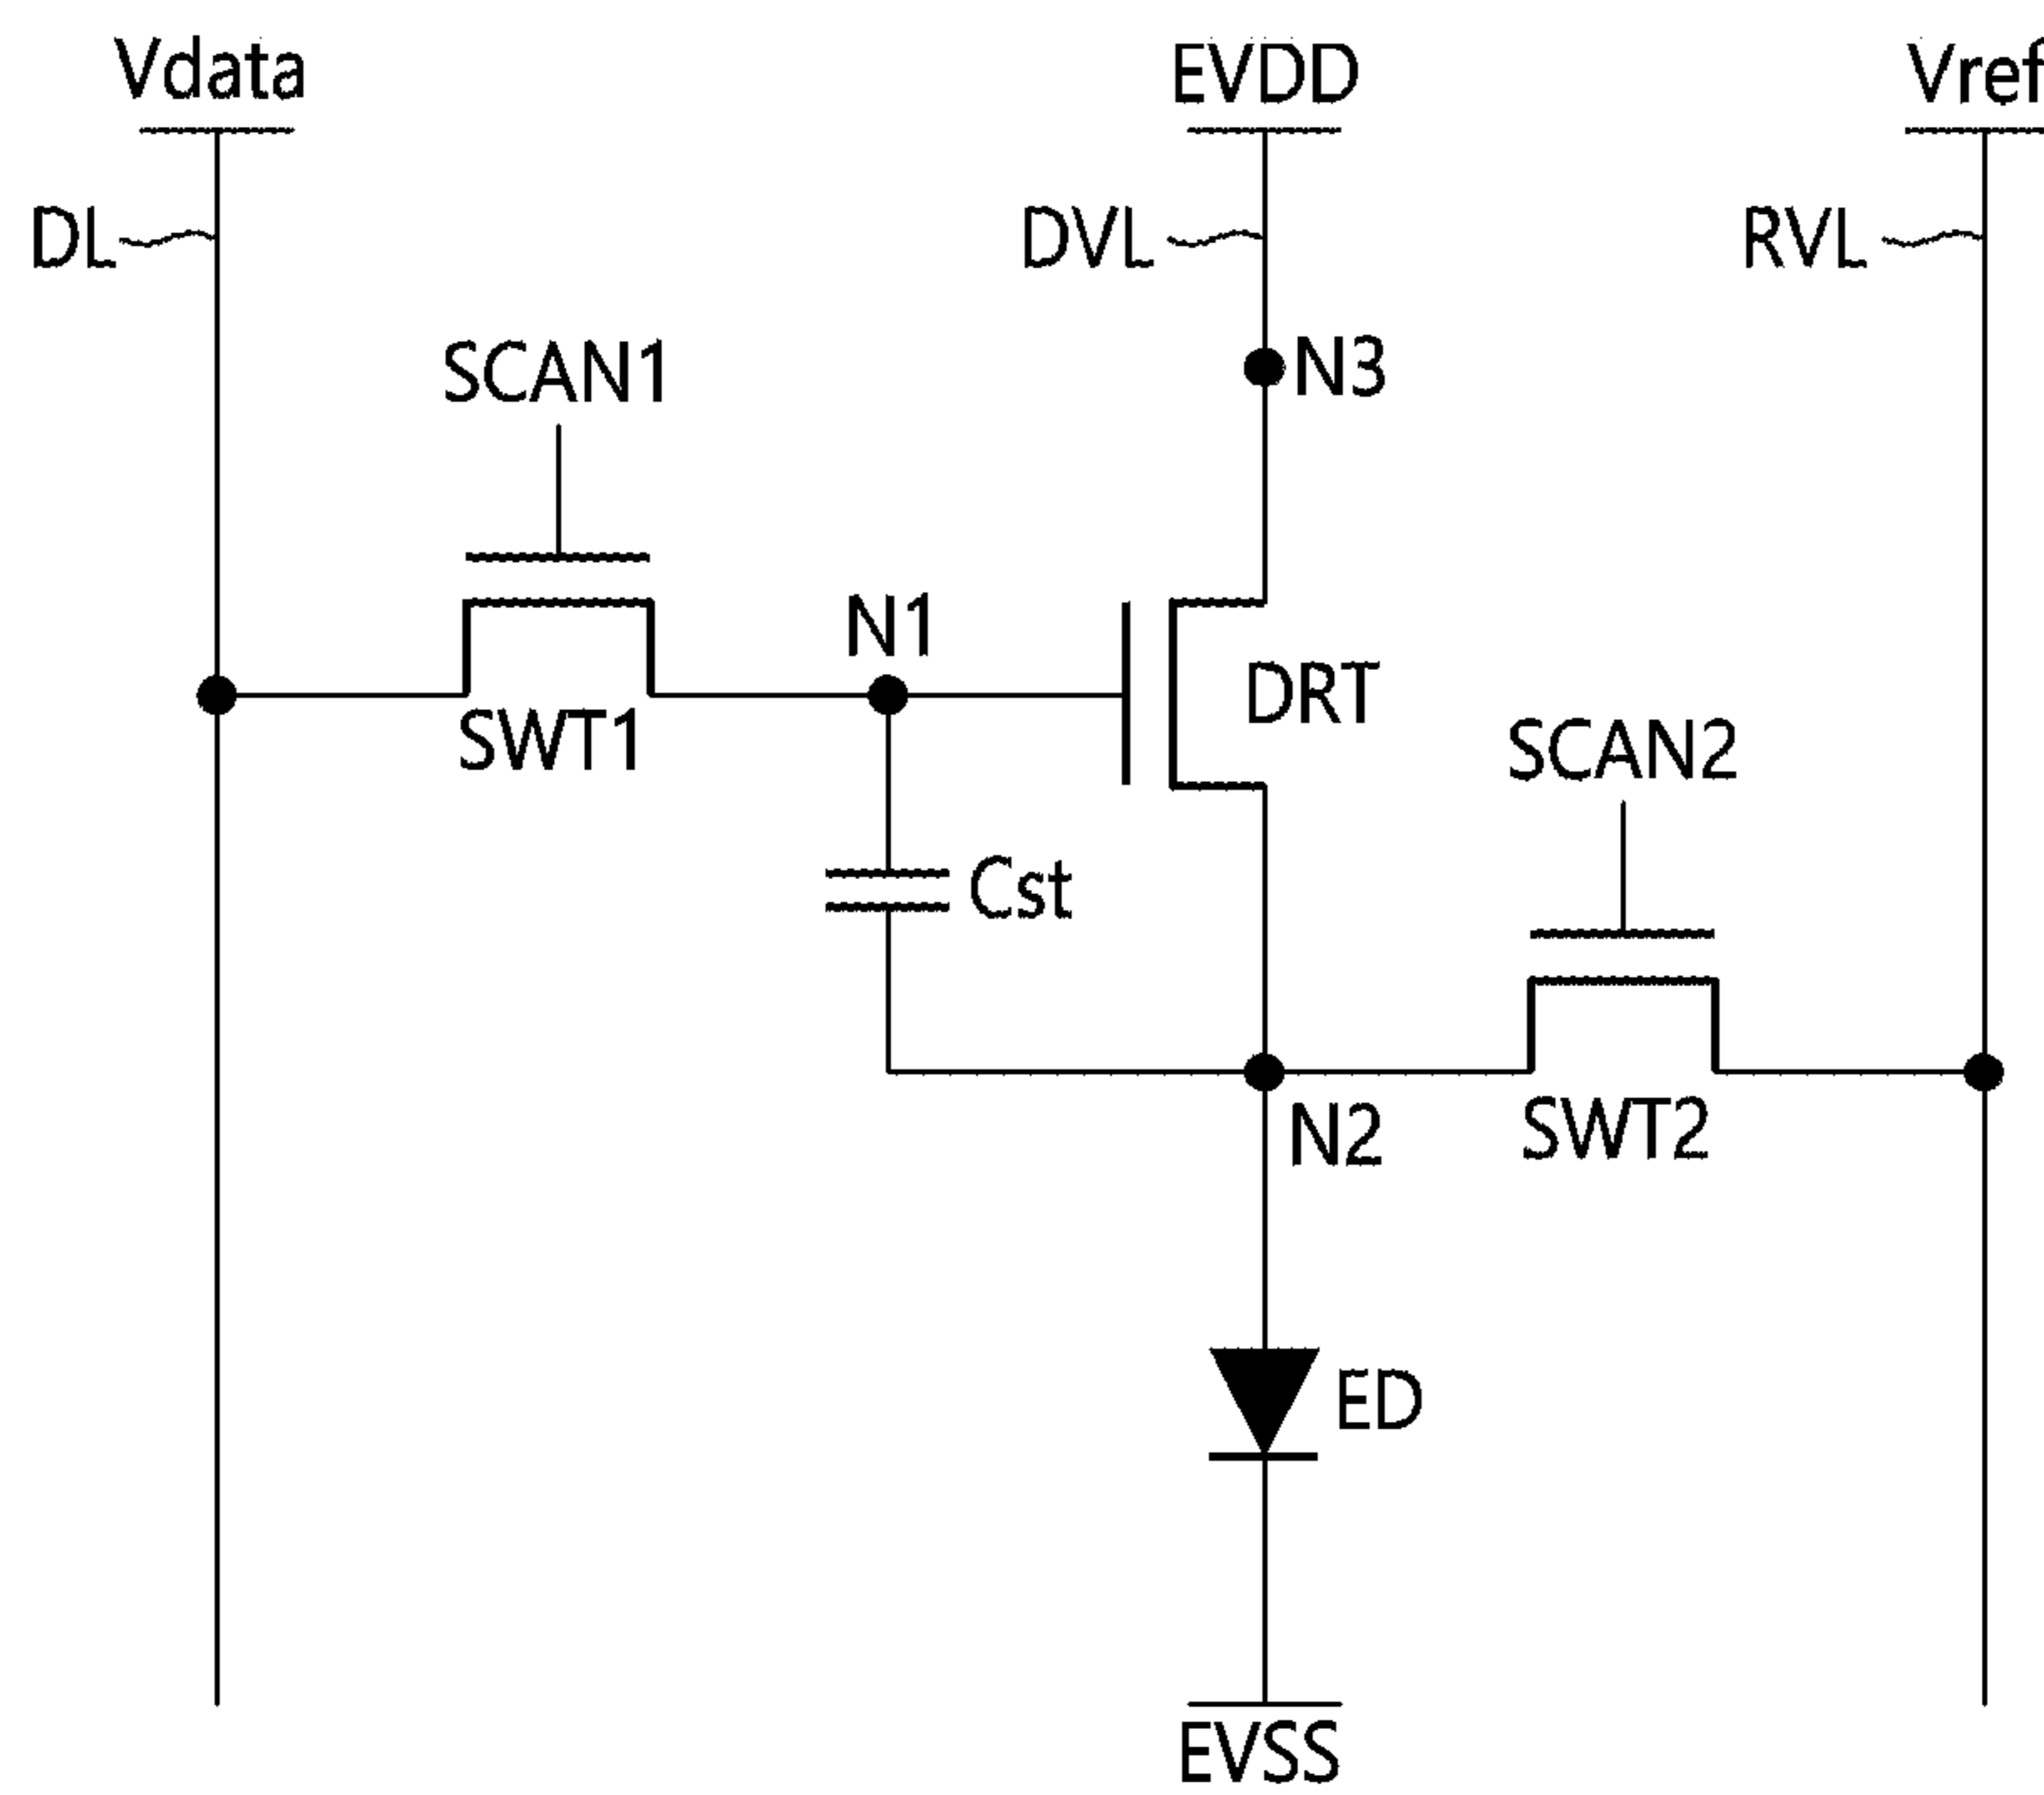 Vdata
EVDD
Vref
DL
DVL
RVL
SCAN1
N3
N1
DRT
SWT1
SCAN2
Cst
N2
SWT2
ED
EVSS